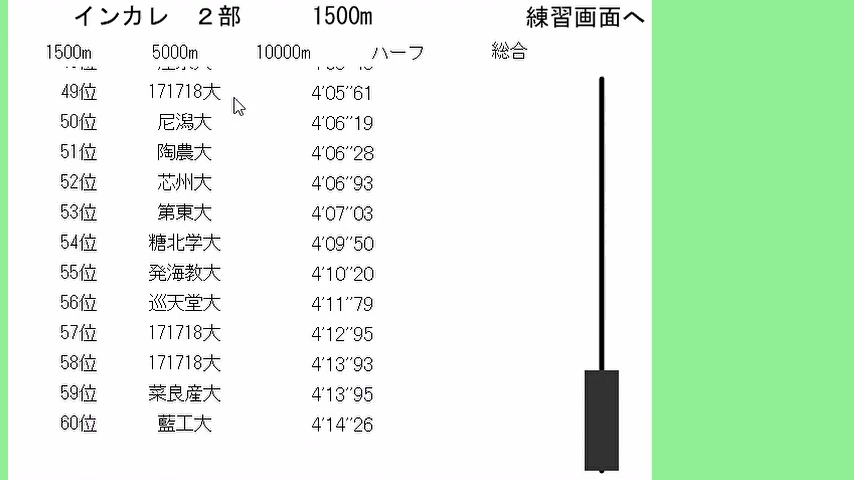 インカレ 2部 1500m 練習画面へ
1500m 5000m 10000m ハーフ 総合
49位 171718大 4'05"61
50位 尼潟大 4'06"19
51位 陶農大 4'06"28
52位 芯州大 4'06"93
53位 第東大 4'07"03
54位 糖北学大 4'09"50
55位 発海教大 4'10"20
56位 巡天堂大 4'11"79
57位 171718大 4'12"95
58位 171718大 4'13"93
59位 菜良産大 4'13"95
60位 藍工大 4'14"26